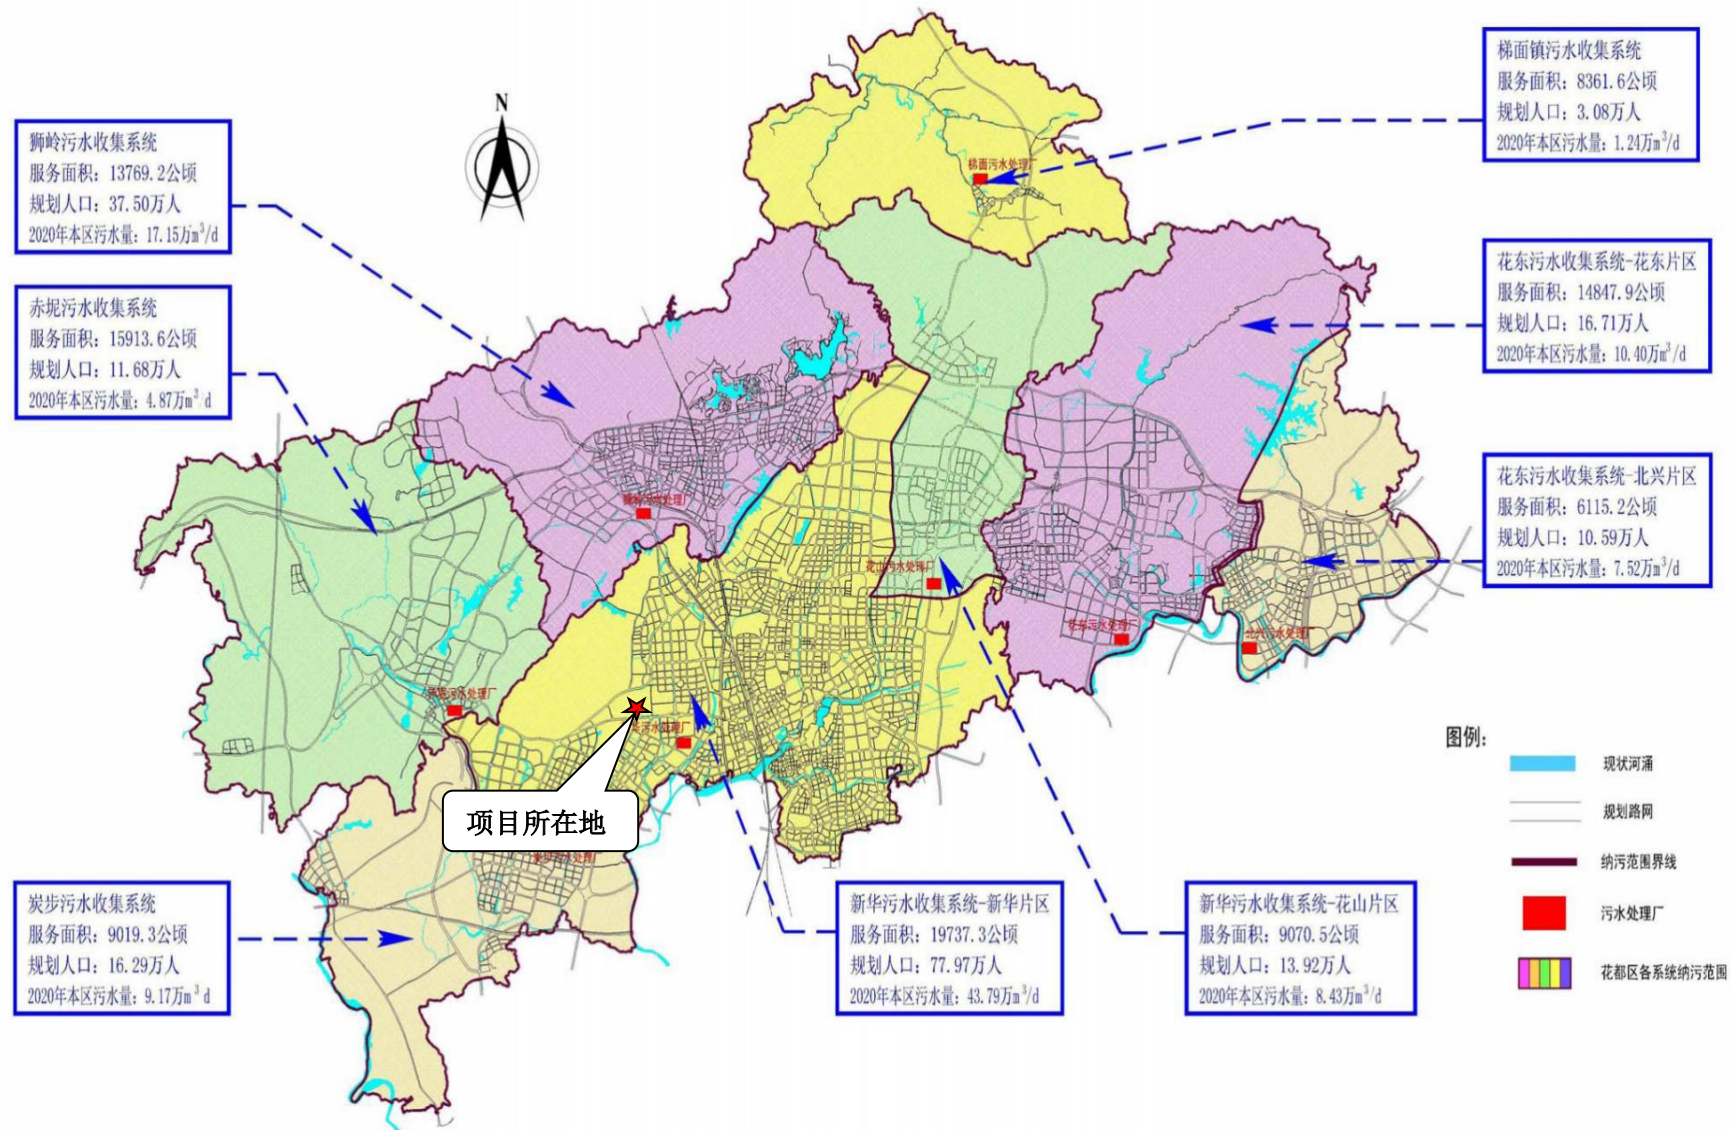 梯面镇污水收集系统
服务面积：8361.6公顷
规划人口：3.08万人
2020年本区污水量：1.24万m³/d
N
狮岭污水收集系统
服务面积：13769.2公顷
规划人口：37.50万人
2020年本区污水量：17.15万m³/d
梯面污水处理厂
花东污水收集系统-花东片区
服务面积：14847.9公顷
规划人口：16.71万人
2020年本区污水量：10.40万m³/d
赤坭污水收集系统
服务面积：15913.6公顷
规划人口：11.68万人
2020年本区污水量：4.87万m³ d
花东污水收集系统-北兴片区
服务面积：6115.2公顷
规划人口：10.59万人
2020年本区污水量：7.52万m³/d
狮岭污水处理厂
花山污水处理厂
花东污水处理厂
北兴污水处理厂
赤坭污水处理厂
污水处理厂
项目所在地
污水处理厂
图例：
现状河涌
规划路网
纳污范围界线
污水处理厂
花都区各系统纳污范围
炭步污水收集系统
服务面积：9019.3公顷
规划人口：16.29万人
2020年本区污水量：9.17万m³ d
新华污水收集系统-新华片区
服务面积：19737.3公顷
规划人口：77.97万人
2020年本区污水量：43.79万m³/d
新华污水收集系统-花山片区
服务面积：9070.5公顷
规划人口：13.92万人
2020年本区污水量：8.43万m³/d